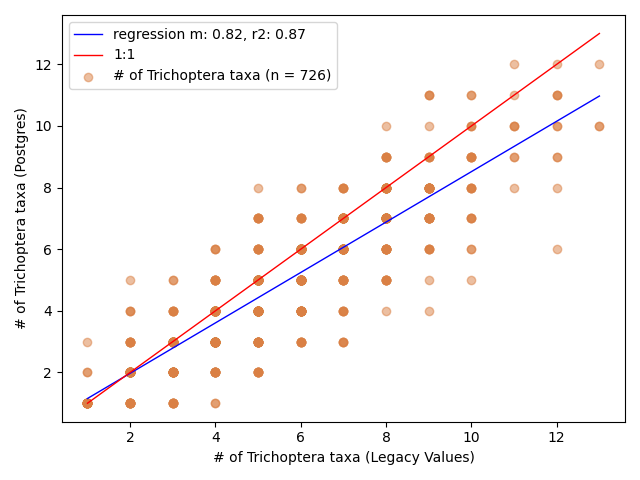 regression m: 0.82, r2: 0.87
1:1
# of Trichoptera taxa (n = 726)
12
10
8
6
4
2
# of Trichoptera taxa (Postgres)
2 4 6 8 10 12
# of Trichoptera taxa (Legacy Values)